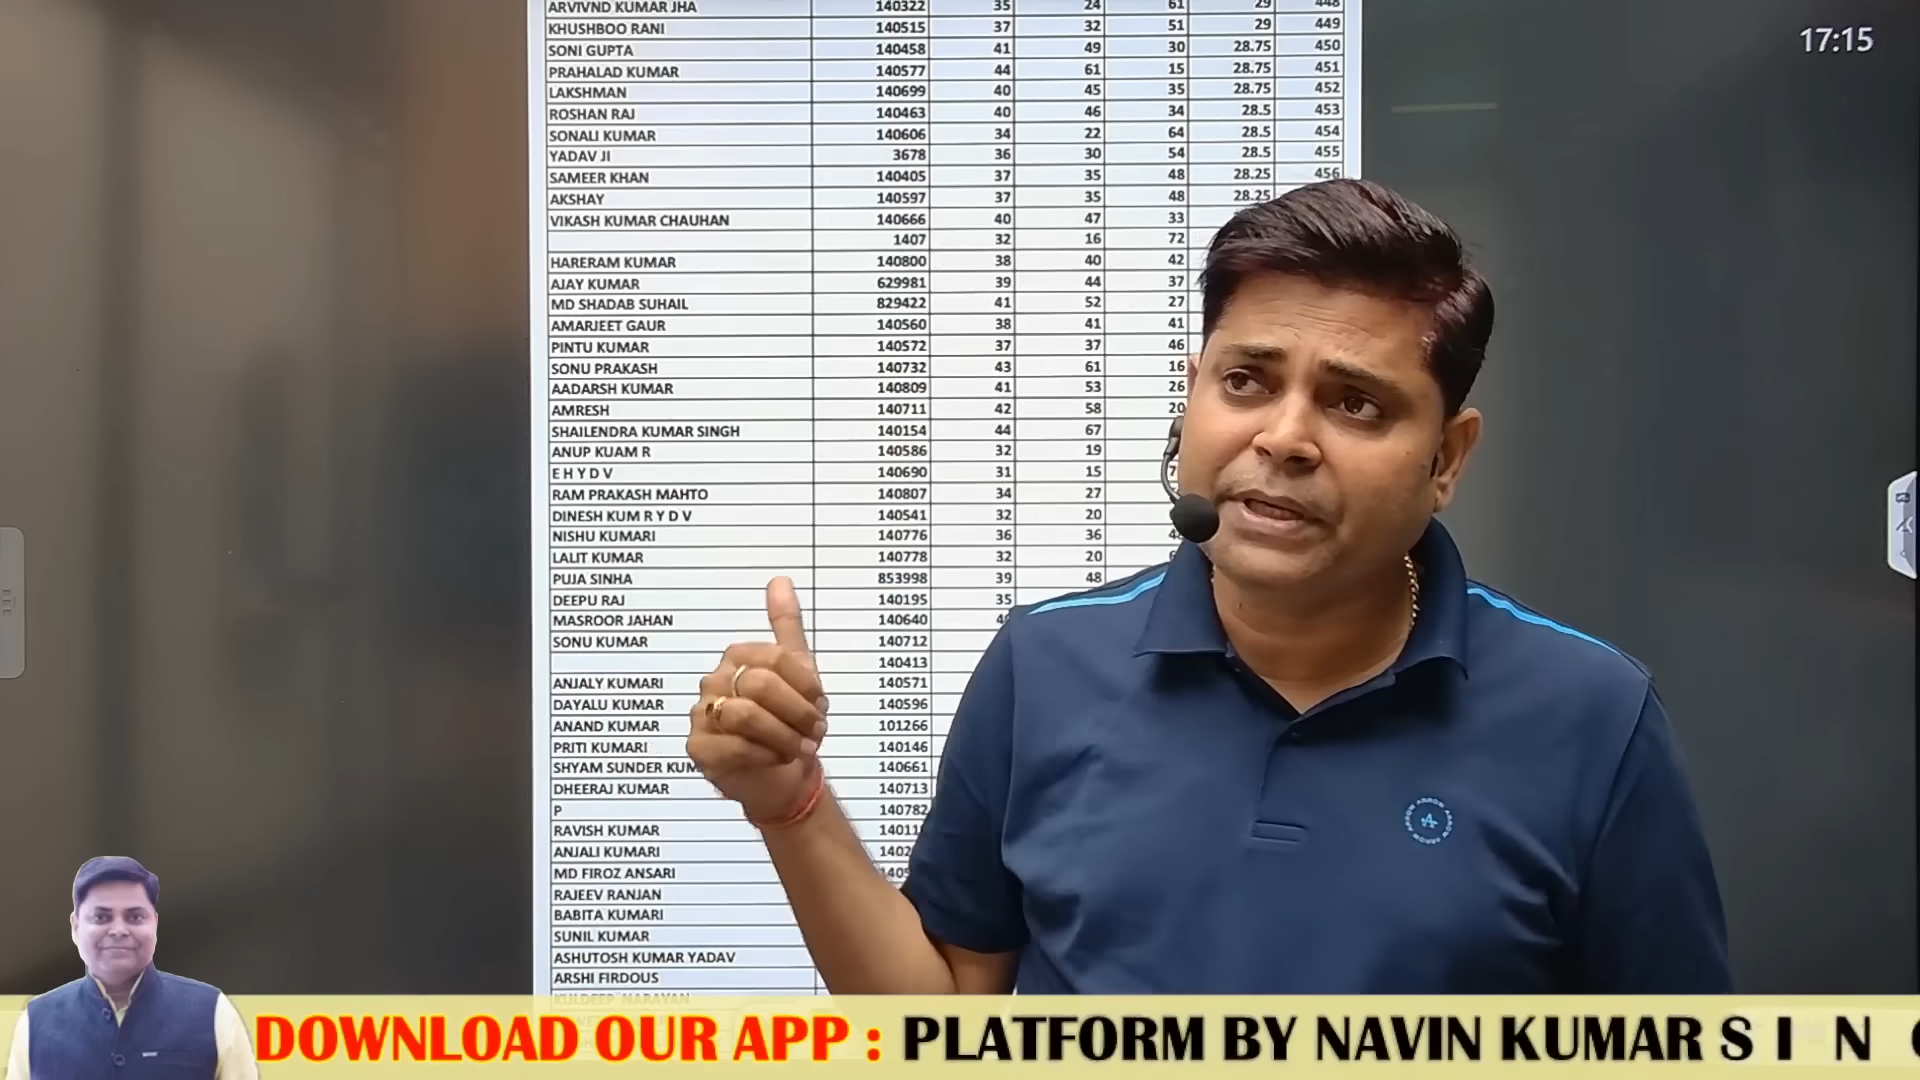 ARVIVND KUMAR JHA 140322 35 24 61 29 448
KHUSHBOO RANI 140515 37 32 51 29 449
SONI GUPTA 140458 41 49 30 28.75 450
PRAHALAD KUMAR 140577 44 61 15 28.75 451
LAKSHMAN 140699 40 45 35 28.75 452
ROSHAN RAJ 140463 40 46 34 28.5 453
SONALI KUMAR 140606 34 22 64 28.5 454
YADAV JI 3678 36 30 54 28.5 455
SAMEER KHAN 140405 37 35 48 28.25 456
AKSHAY 140597 37 35 48 28.25
VIKASH KUMAR CHAUHAN 140666 40 47 33
1407 32 16 72
HARERAM KUMAR 140800 38 40 42
AJAY KUMAR 629981 39 44 37
MD SHADAB SUHAIL 829422 41 52 27
AMARJEET GAUR 140560 38 41 41
PINTU KUMAR 140572 37 37 46
SONU PRAKASH 140732 43 61 16
AADARSH KUMAR 140809 41 53 26
AMRESH 140711 42 58 20
SHAILENDRA KUMAR SINGH 140154 44 67
ANUP KUAM R 140586 32 19
E H Y D V 140690 31 15
RAM PRAKASH MAHTO 140807 34 27
DINESH KUM R Y D V 140541 32 20
NISHU KUMARI 140776 36 36
LALIT KUMAR 140778 32 20
PUJA SINHA 853998 39 48
DEEPU RAJ 140195 35
MASROOR JAHAN 140640
SONU KUMAR 140712
140413
ANJALY KUMARI 140571
DAYALU KUMAR 140596
ANAND KUMAR 101266
PRITI KUMARI 140146
SHYAM SUNDER 140661
DHEERAJ KUMAR 140713
P 140782
RAVISH KUMAR
ANJALI KUMARI
MD FIROZ ANSARI
RAJEEV RANJAN
BABITA KUMARI
SUNIL KUMAR
ASHUTOSH KUMAR YADAV
ARSHI FIRDOUS
KULDEEP NARAYAN
17:15
ARROW ARROW ARROW
A
DOWNLOAD OUR APP : PLATFORM BY NAVIN KUMAR S I N